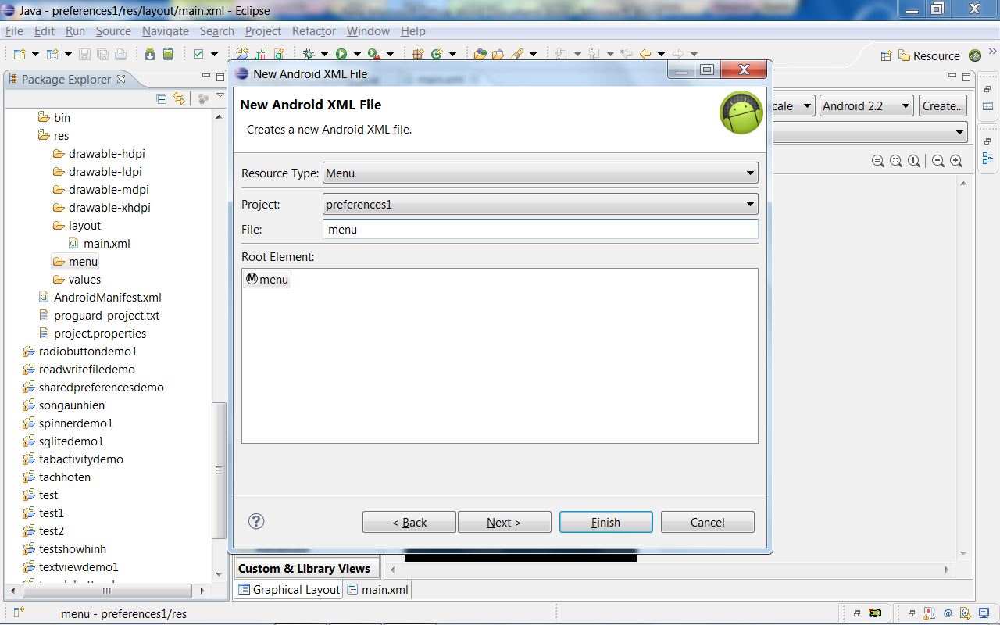 Java - preferences1/res/layout/main.xml - Eclipse
File Edit Run Source Navigate Search Project Refactor Window Help
Resource
Package Explorer
bin
res
drawable-hdpi
drawable-ldpi
drawable-mdpi
drawable-xhdpi
layout
main.xml
menu
values
AndroidManifest.xml
proguard-project.txt
project.properties
radiobuttondemo1
readwritefiledemo
sharedpreferencesdemo
songaunhien
spinnerdemo1
sqlitedemo1
tabactivitydemo
tachhoten
test
test1
test2
testshowhinh
textviewdemo1
New Android XML File
New Android XML File
Creates a new Android XML file.
Resource Type: Menu
Project: preferences1
File: menu
Root Element:
M menu
?
< Back Next > Finish Cancel
cale Android 2.2 Create...
1
Custom & Library Views
Graphical Layout main.xml
menu - preferences1/res